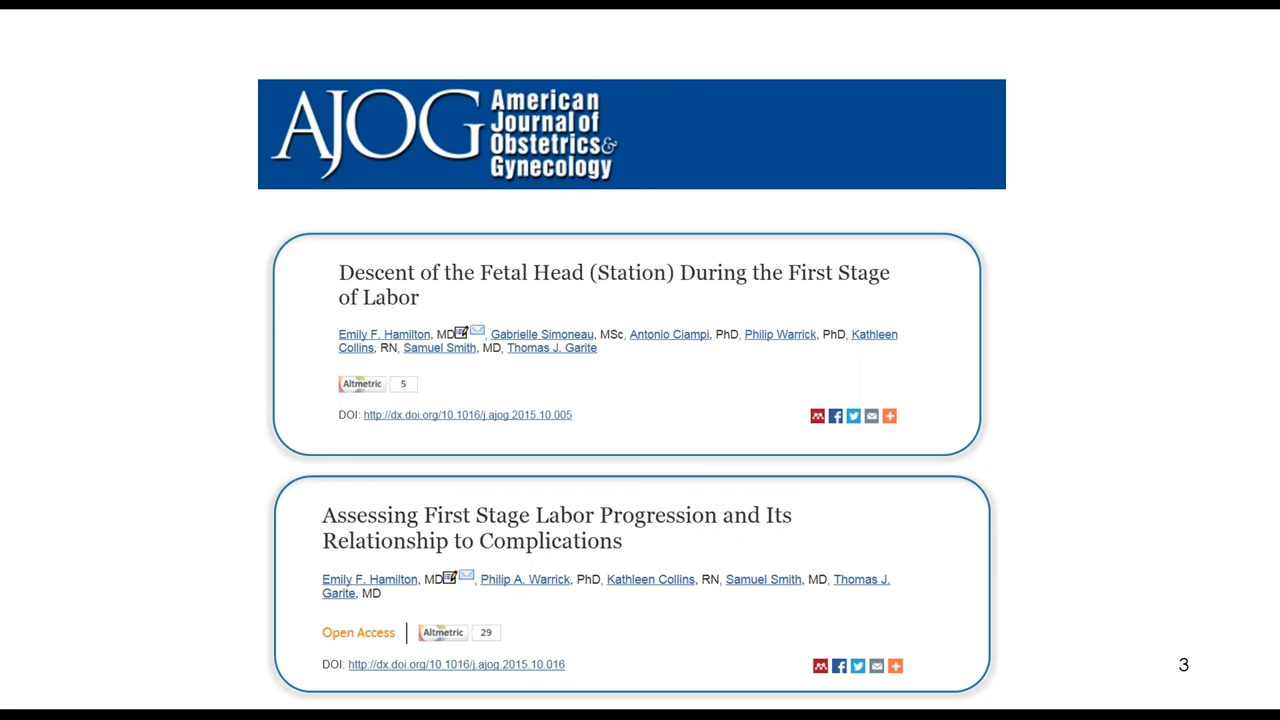 AJOG American
Journal of
Obstetrics &
Gynecology
Descent of the Fetal Head (Station) During the First Stage
of Labor
Emily F. Hamilton, MD, Gabrielle Simoneau, MSc, Antonio Ciampi, PhD, Philip Warrick, PhD, Kathleen
Collins, RN, Samuel Smith, MD, Thomas J. Garite
Altmetric 5
DOI: http://dx.doi.org/10.1016/j.ajog.2015.10.005
Assessing First Stage Labor Progression and Its
Relationship to Complications
Emily F. Hamilton, MD, Philip A. Warrick, PhD, Kathleen Collins, RN, Samuel Smith, MD, Thomas J.
Garite, MD
Open Access | Altmetric 29
DOI: http://dx.doi.org/10.1016/j.ajog.2015.10.016
3